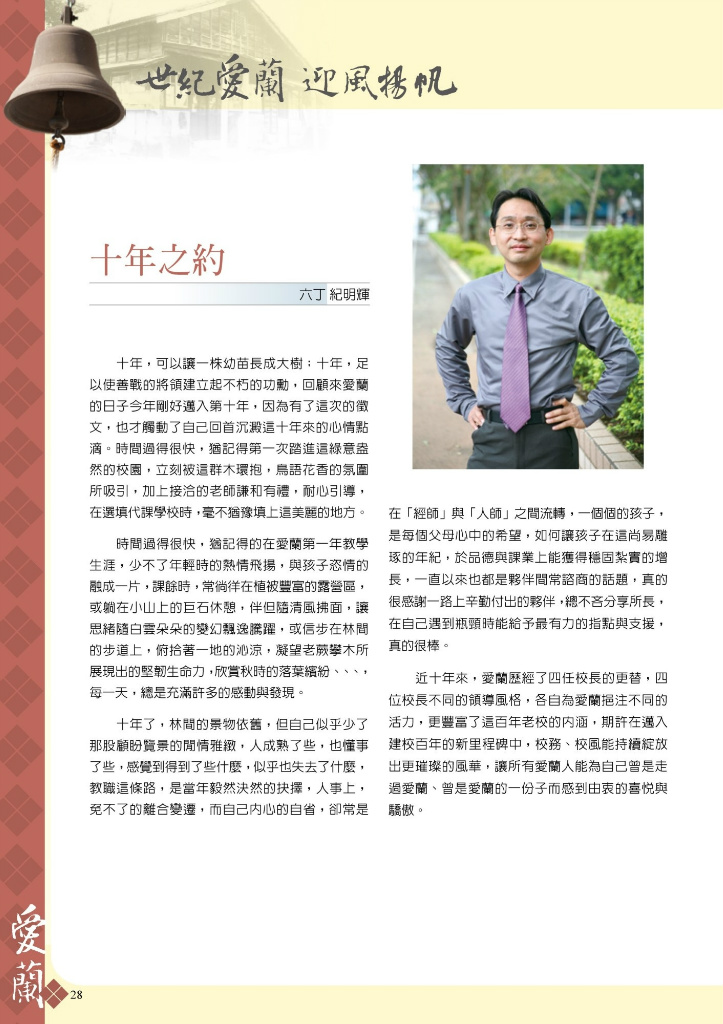 世紀愛蘭 迎風揚帆
十年之約
六丁 紀明輝
十年,可以讓一株幼苗長成大樹;十年,足
以使善戰的將領建立起不朽的功勳,回顧來愛蘭
的日子今年剛好邁入第十年,因為有了這次的徵
文,也才觸動了自己回首沉澱這十年來的心情點
滴。時間過得很快,猶記得第一次踏進這綠意盎
然的校園,立刻被這群木環抱,鳥語花香的氛圍
所吸引,加上接洽的老師謙和有禮,耐心引導,
在選填代課學校時,毫不猶豫填上這美麗的地方。
時間過得很快,猶記得的在愛蘭第一年教學
生涯,少不了年輕時的熱情飛揚,與孩子恣情的
融成一片,課餘時,常徜徉在植被豐富的露營區,
或躺在小山上的巨石休憩,伴但隨清風拂面,讓
思緒隨白雲朵朵的變幻飄逸騰躍,或信步在林間
的步道上,俯拾著一地的沁涼,凝望老蕨攀木所
展現出的堅韌生命力,欣賞秋時的落葉繽紛、、、,
每一天,總是充滿許多的感動與發現。
十年了,林間的景物依舊,但自己似乎少了
那股顧盼覽景的閒情雅緻,人成熟了些,也懂事
了些,感覺到得到了些什麼,似乎也失去了什麼,
教職這條路,是當年毅然決然的抉擇,人事上,
免不了的離合變遷,而自己內心的自省,卻常是
在「經師」與「人師」之間流轉,一個個的孩子,
是每個父母心中的希望,如何讓孩子在這尚易雕
琢的年紀,於品德與課業上能獲得穩固紮實的增
長,一直以來也都是夥伴間常諮商的話題,真的
很感謝一路上辛勤付出的夥伴,總不吝分享所長,
在自己遇到瓶頸時能給予最有力的指點與支援,
真的很棒。
近十年來,愛蘭歷經了四任校長的更替,四
位校長不同的領導風格,各自為愛蘭挹注不同的
活力,更豐富了這百年老校的內涵,期許在邁入
建校百年的新里程碑中,校務、校風能持續綻放
出更璀璨的風華,讓所有愛蘭人能為自己曾是走
過愛蘭、曾是愛蘭的一份子而感到由衷的喜悅與
驕傲。
愛蘭
28